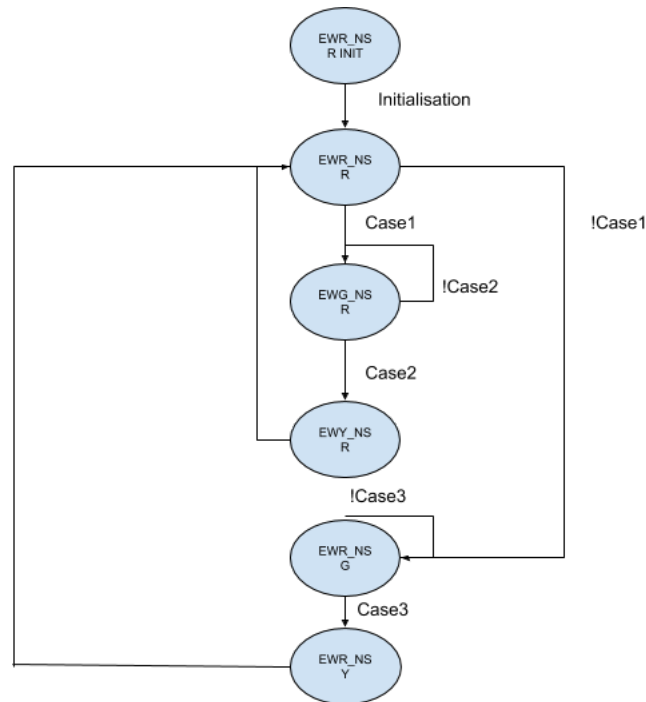 EWR_NS
R INIT
Initialisation
EWR_NS
R
Case1
!Case1
EWG_NS
R
!Case2
Case2
EWY_NS
R
!Case3
EWR_NS
G
Case3
EWR_NS
Y